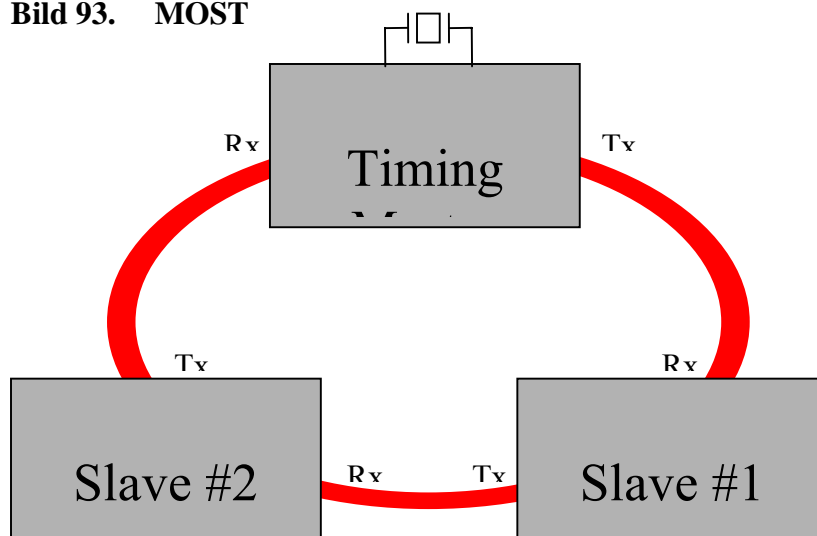 Bild 93. MOST
Rx
Tx
Timing
Tx
Rx
Slave #2
Rx
Tx
Slave #1